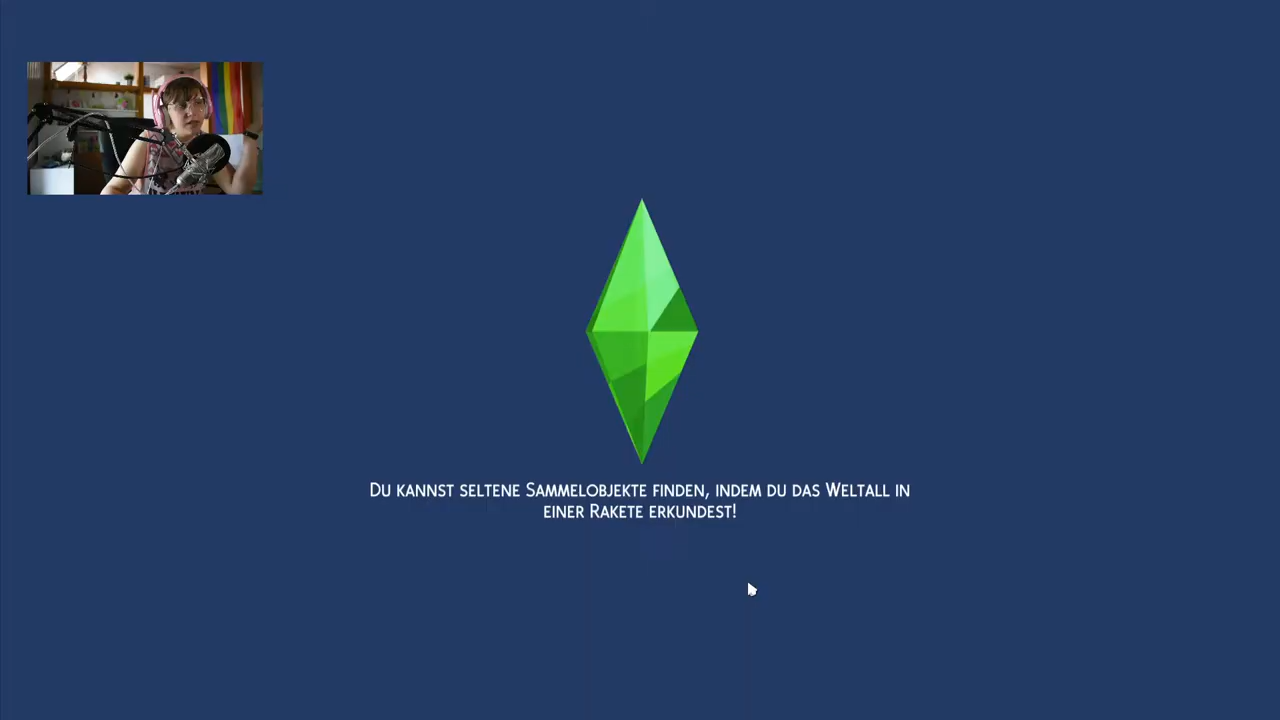 Du kannst seltene Sammelobjekte finden, indem du das Weltall in
einer Rakete erkundest!